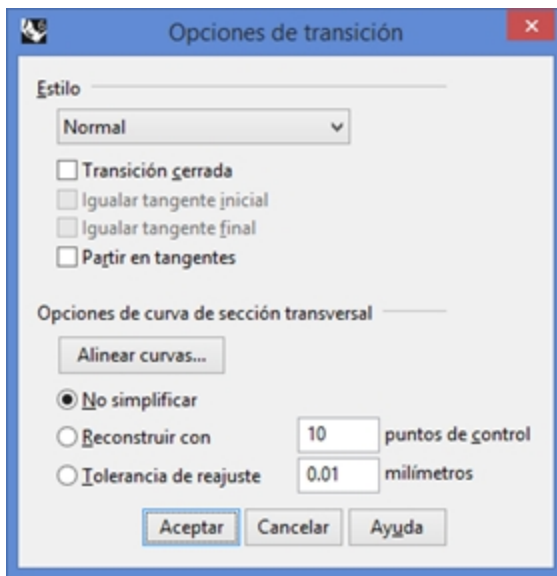 Opciones de transición
Estilo
Normal
Transición cerrada
Igualar tangente inicial
Igualar tangente final
Partir en tangentes
Opciones de curva de sección transversal
Alinear curvas...
No simplificar
Reconstruir con 10 puntos de control
Tolerancia de reajuste 0.01 milímetros
Aceptar Cancelar Ayuda